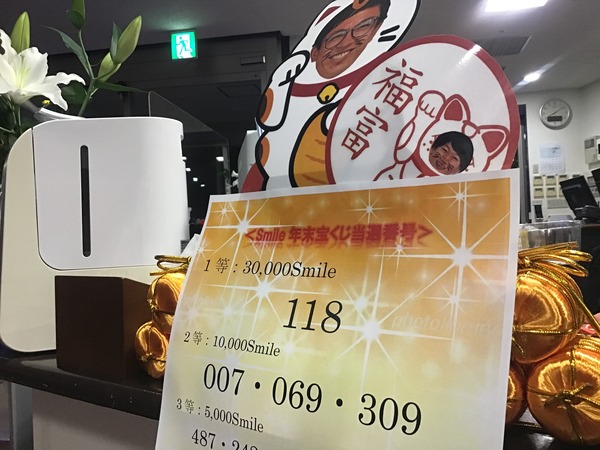 福富
<Smile 年末宝くじ当選番号>
1等:30,000Smile
118
2等:10,000Smile
007・069・309
3等:5,000Smile
487・